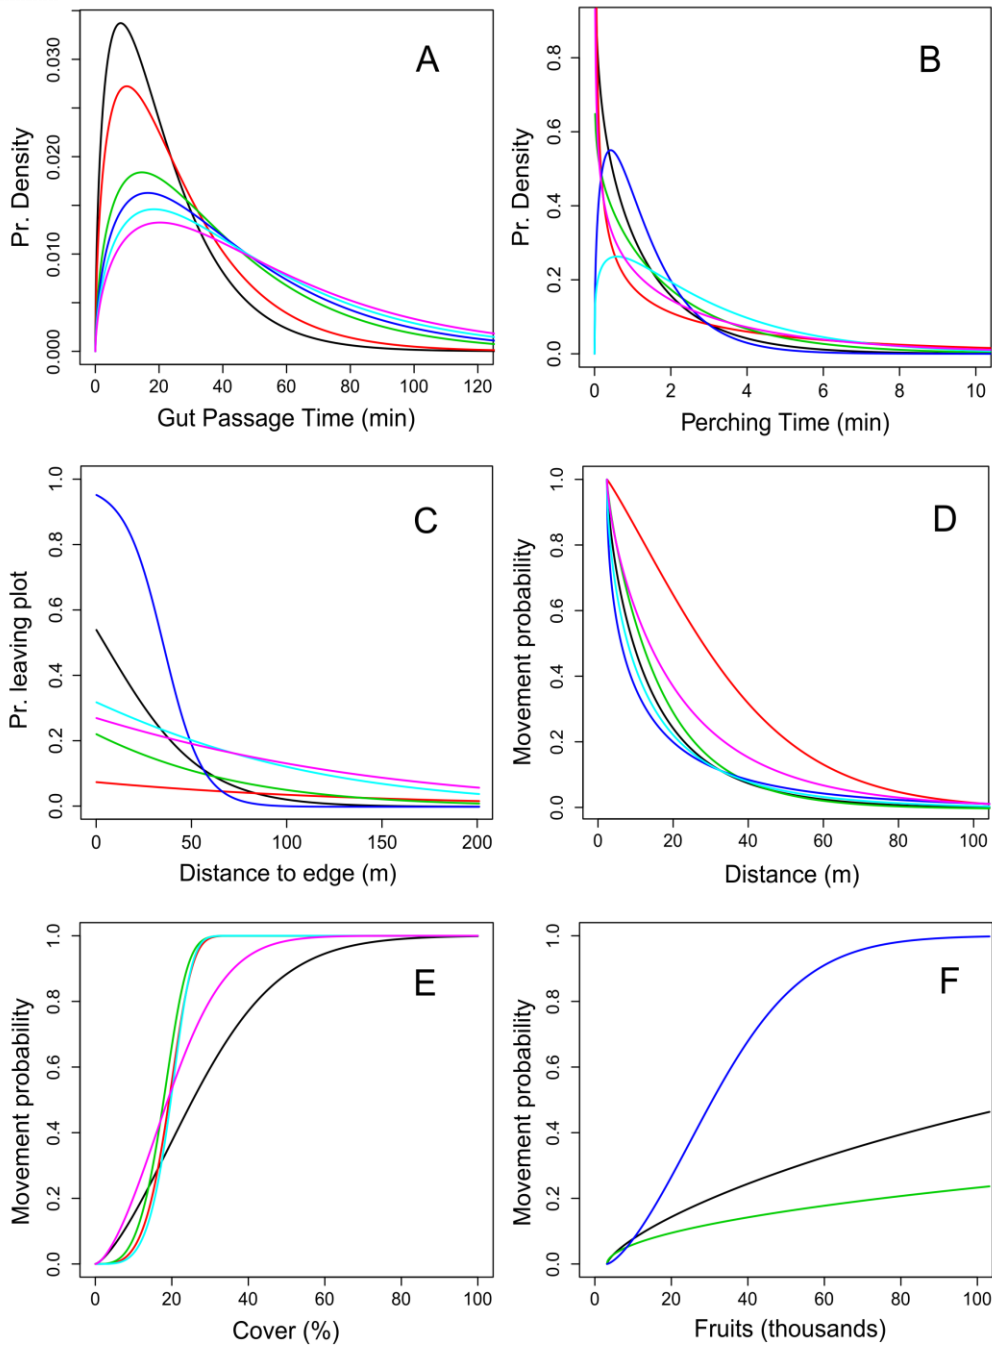 A
Pr. Density
0.000 0.010 0.020 0.030
0 20 40 60 80 100 120
Gut Passage Time (min)
B
Pr. Density
0.0 0.2 0.4 0.6 0.8
0 2 4 6 8 10
Perching Time (min)
C
Pr. leaving plot
0.0 0.2 0.4 0.6 0.8 1.0
0 50 100 150 200
Distance to edge (m)
D
Movement probability
0.0 0.2 0.4 0.6 0.8 1.0
0 20 40 60 80 100
Distance (m)
E
Movement probability
0.0 0.2 0.4 0.6 0.8 1.0
0 20 40 60 80 100
Cover (%)
F
Movement probability
0.0 0.2 0.4 0.6 0.8 1.0
0 20 40 60 80 100
Fruits (thousands)